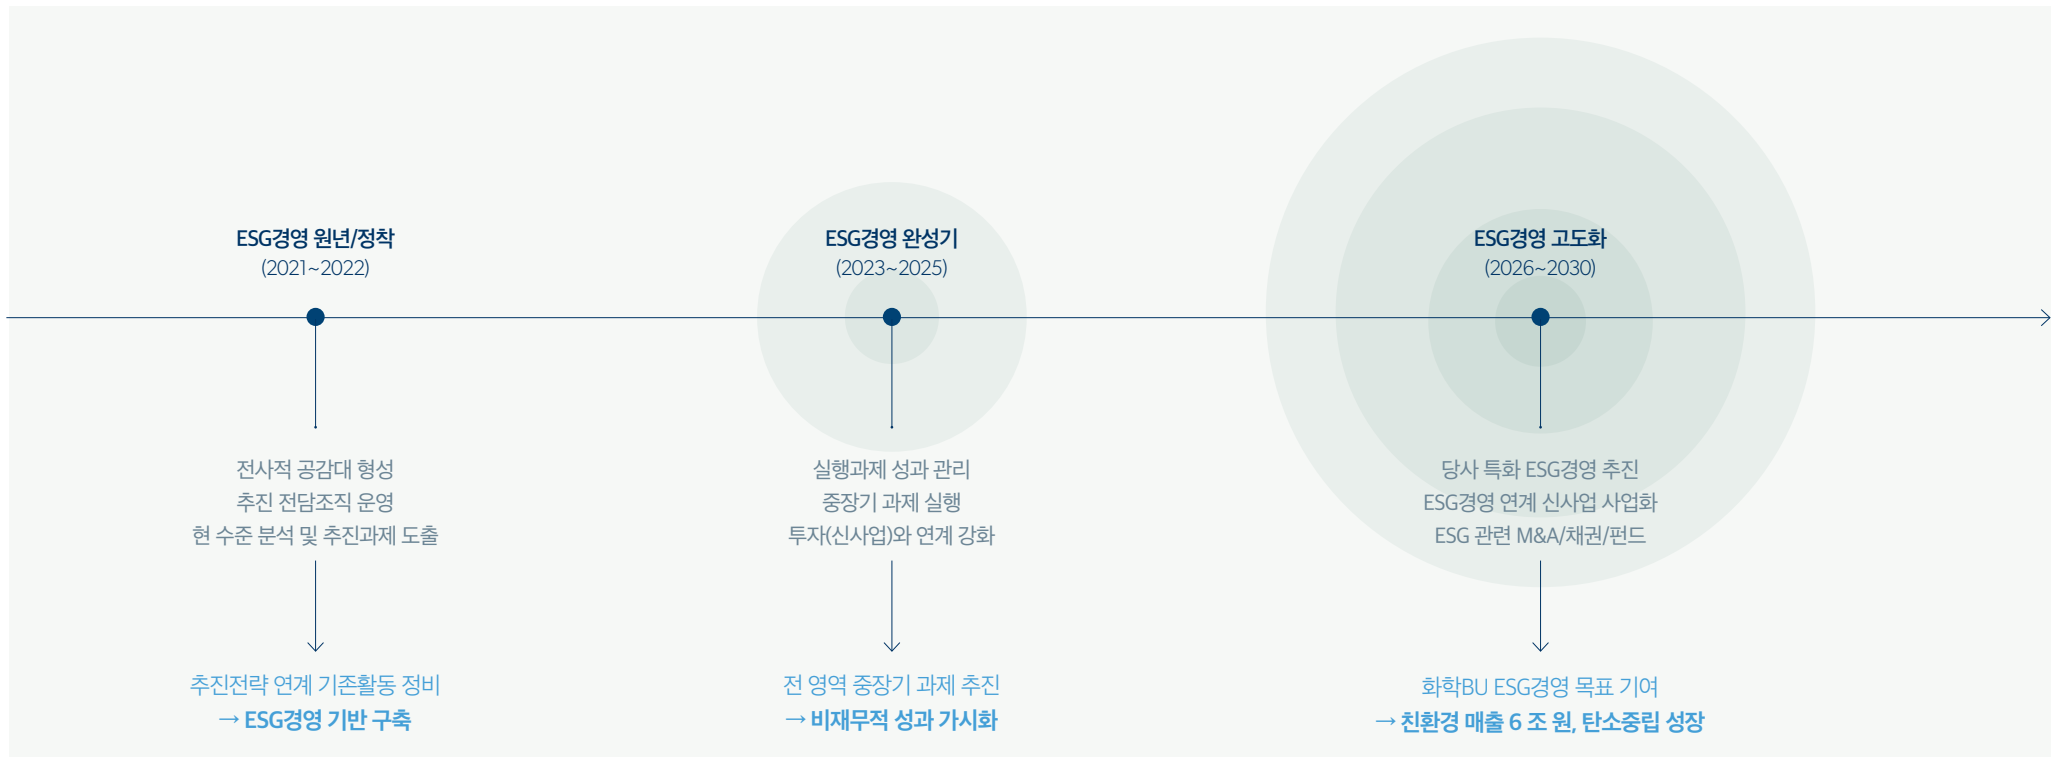 ESG경영 원년/정착
(2021~2022)
전사적 공감대 형성
추진 전담조직 운영
현 수준 분석 및 추진과제 도출
추진전략 연계 기존활동 정비
→ ESG경영 기반 구축
ESG경영 완성기
(2023~2025)
실행과제 성과 관리
중장기 과제 실행
투자(신사업)와 연계 강화
전 영역 중장기 과제 추진
→ 비재무적 성과 가시화
ESG경영 고도화
(2026~2030)
당사 특화 ESG경영 추진
ESG경영 연계 신사업 사업화
ESG 관련 M&A/채권/펀드
화학BU ESG경영 목표 기여
→ 친환경 매출 6 조 원, 탄소중립 성장